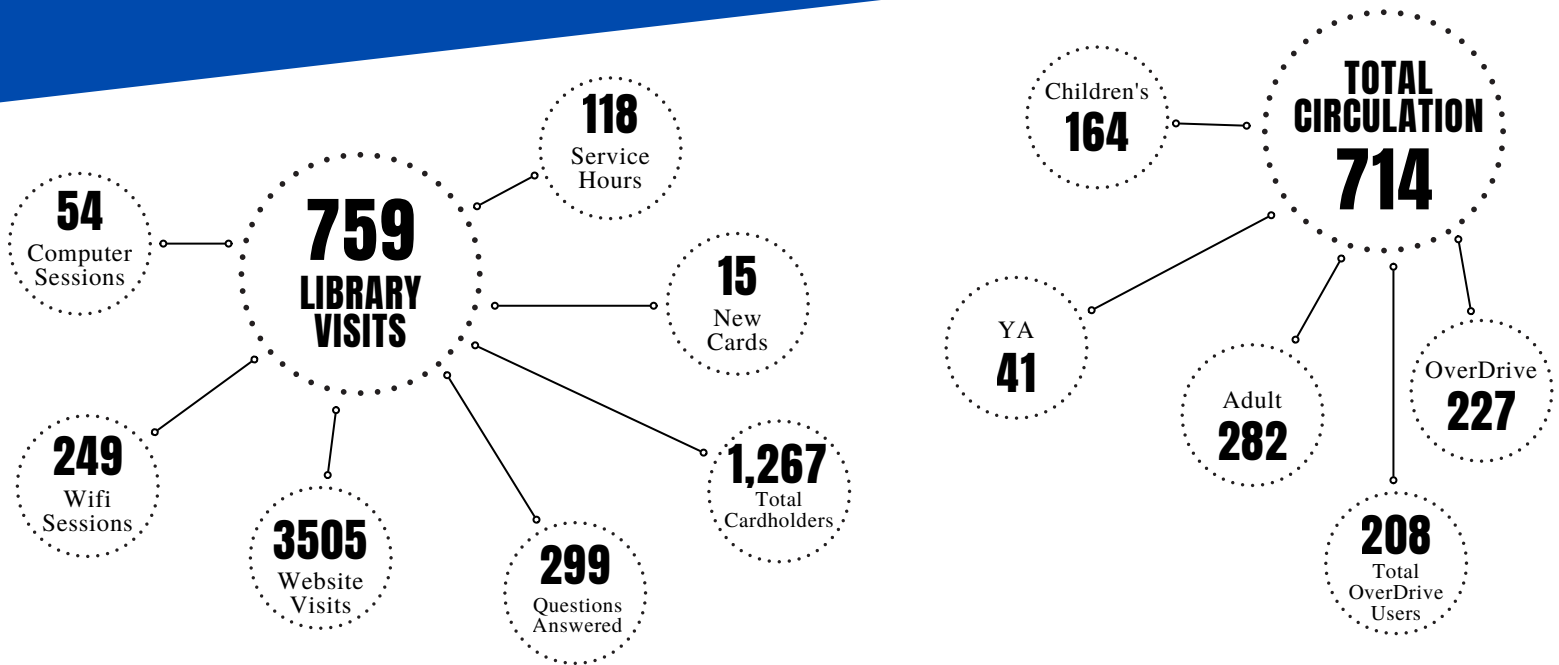 118
Service
Hours
54
Computer
Sessions
759
LIBRARY
VISITS
15
New
Cards
249
Wifi
Sessions
3505
Website
Visits
299
Questions
Answered
1,267
Total
Cardholders
TOTAL
CIRCULATION
714
Children's
164
YA
41
Adult
282
OverDrive
227
208
Total
OverDrive
Users